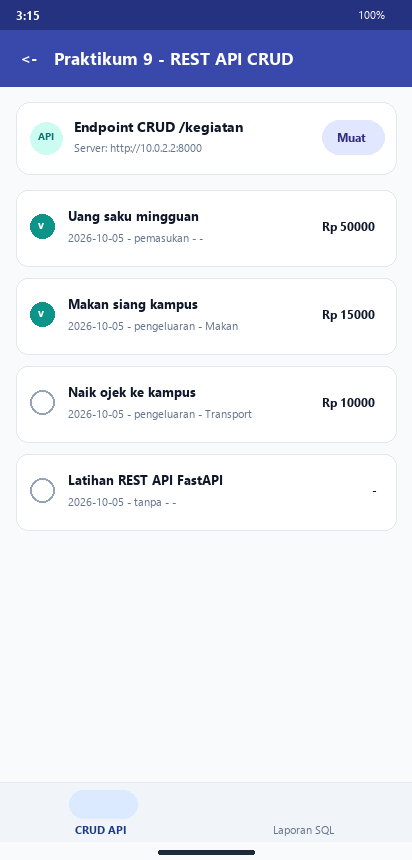 3:15 100%
<- Praktikum 9 - REST API CRUD
API
Endpoint CRUD /kegiatan
Server: http://10.0.2.2:8000
Muat
v
Uang saku mingguan
2026-10-05 - pemasukan - -
Rp 50000
v
Makan siang kampus
2026-10-05 - pengeluaran - Makan
Rp 15000
Naik ojek ke kampus
2026-10-05 - pengeluaran - Transport
Rp 10000
Latihan REST API FastAPI
2026-10-05 - tanpa - -
-
CRUD API
Laporan SQL